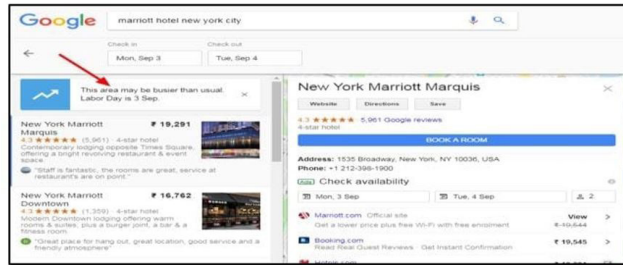 Google
marriott hotel new york city
Check in
Check out
Mon, Sep 3
Tue, Sep 4
This area may be busier than
usual.
Labor Day is 3 Sep.
New York Marriott
Marquis
₹ 19,291
4.3 ★★★★★ (5,961) · 4-star hotel
Contemporary lodging opposite Times Square,
offering a bright revolving restaurant & event
space.
"Staff is fantastic, the rooms are great, service at
restaurant's are on point."
New York Marriott
Downtown
₹ 16,762
4.3 ★★★★★ (1,359) · 4-star hotel
Modern Downtown lodging offering warm
rooms & suites, plus a burger joint, a bar & a
fitness room
"Great place for hang out, great location, good service and a
friendly atmosphere"
New York Marriott Marquis
Website
Directions
Save
4.3 ★★★★★ 5,961 Google reviews
4-star hotel
BOOK A ROOM
Address: 1535 Broadway, New York, NY 10036, USA
Phone: +1 212-398-1900
Ads Check availability
Mon, 3 Sep
Tue, 4 Sep
2
Marriott.com Official site
View
Get a lower price plus free Wi-Fi with free enrolment
₹ 19,544
Booking.com
Read Real Guest Reviews · Get Instant Confirmation
₹ 19,545
Hotels.com